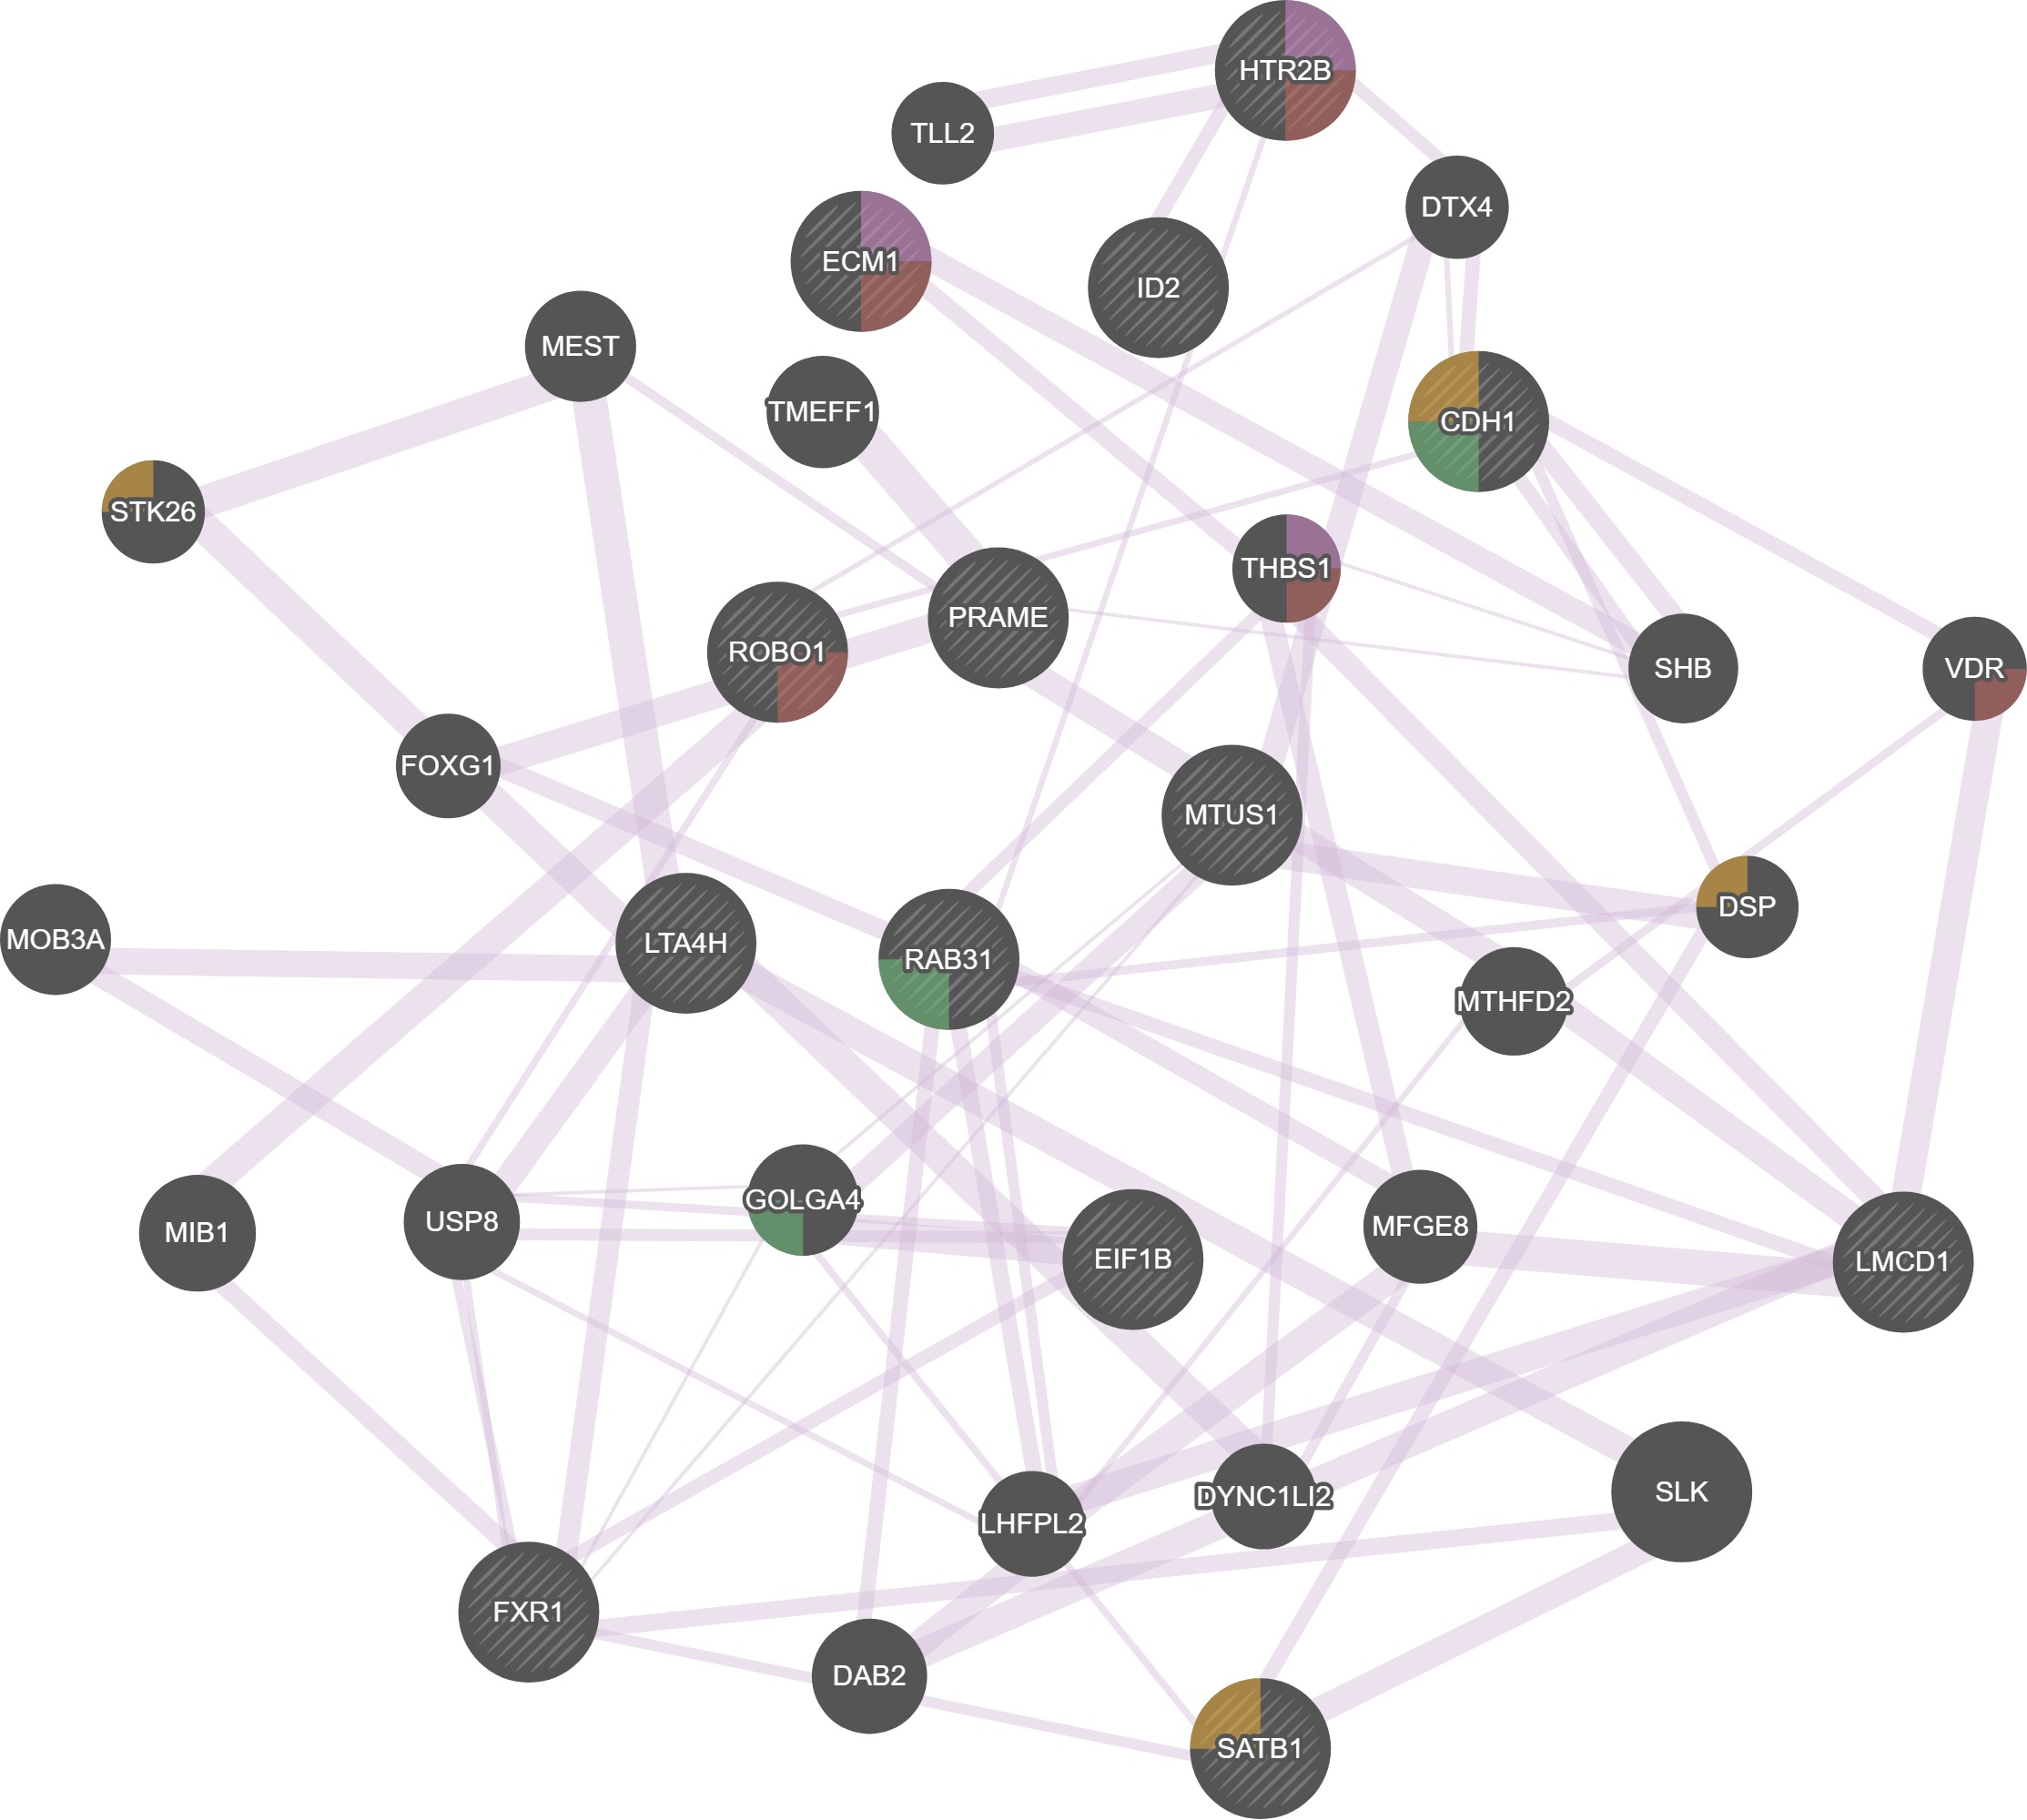 HTR2B
TLL2
DTX4
ECM1
ID2
MEST
TMEFF1
CDH1
STK26
THBS1
PRAME
ROBO1
SHB
VDR
FOXG1
MTUS1
DSP
MOB3A
LTA4H
RAB31
MTHFD2
GOLGA4
USP8
MIB1
MFGE8
EIF1B
LMCD1
SLK
DYNC1LI2
LHFPL2
FXR1
DAB2
SATB1